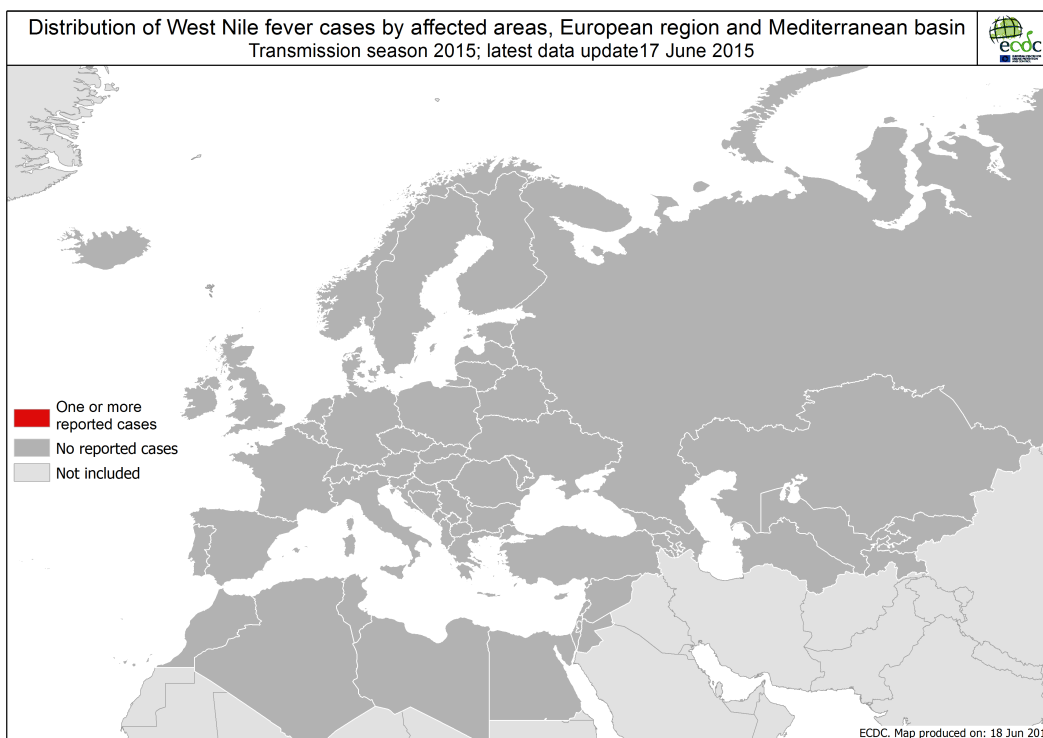 Distribution of West Nile fever cases by affected areas, European region and Mediterranean basin
Transmission season 2015; latest data update17 June 2015
ecdc
One or more
reported cases
No reported cases
Not included
ECDC. Map produced on: 18 Jun 201